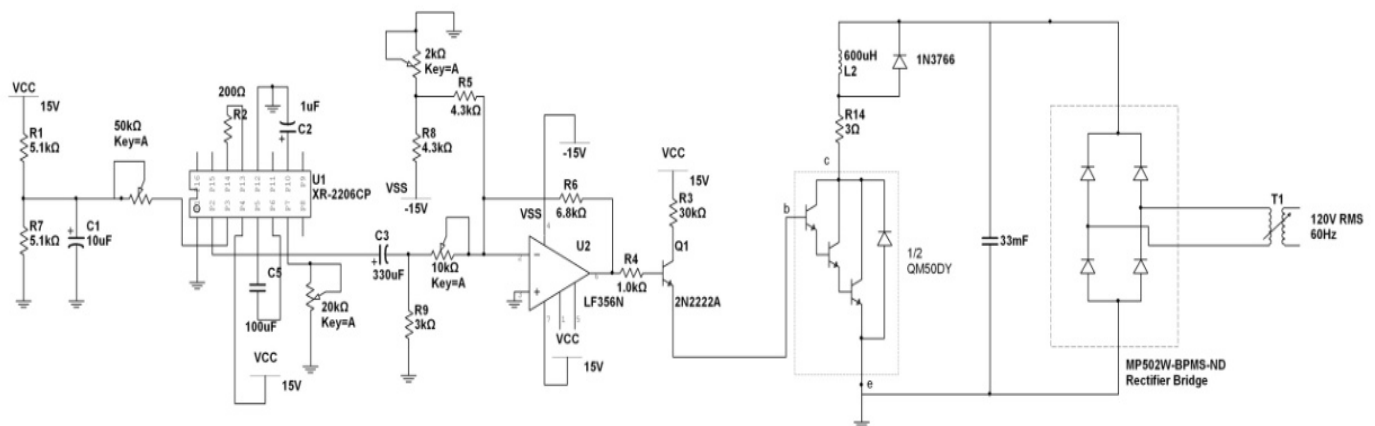 VCC
15V
R1
5.1kΩ
R7
5.1kΩ
C1
10uF
50kΩ
Key=A
200Ω
R2
1uF
C2
U1
XR-2206CP
C5
100uF
20kΩ
Key=A
VCC
15V
2kΩ
Key=A
R5
4.3kΩ
R8
4.3kΩ
VSS
-15V
C3
330uF
10kΩ
Key=A
R9
3kΩ
-15V
VSS
R6
6.8kΩ
U2
LF356N
VCC
15V
R4
1.0kΩ
VCC
15V
R3
30kΩ
Q1
2N2222A
b
c
e
600uH
L2
1N3766
R14
3Ω
1/2
QM50DY
33mF
MP502W-BPMS-ND
Rectifier Bridge
T1
120V RMS
60Hz